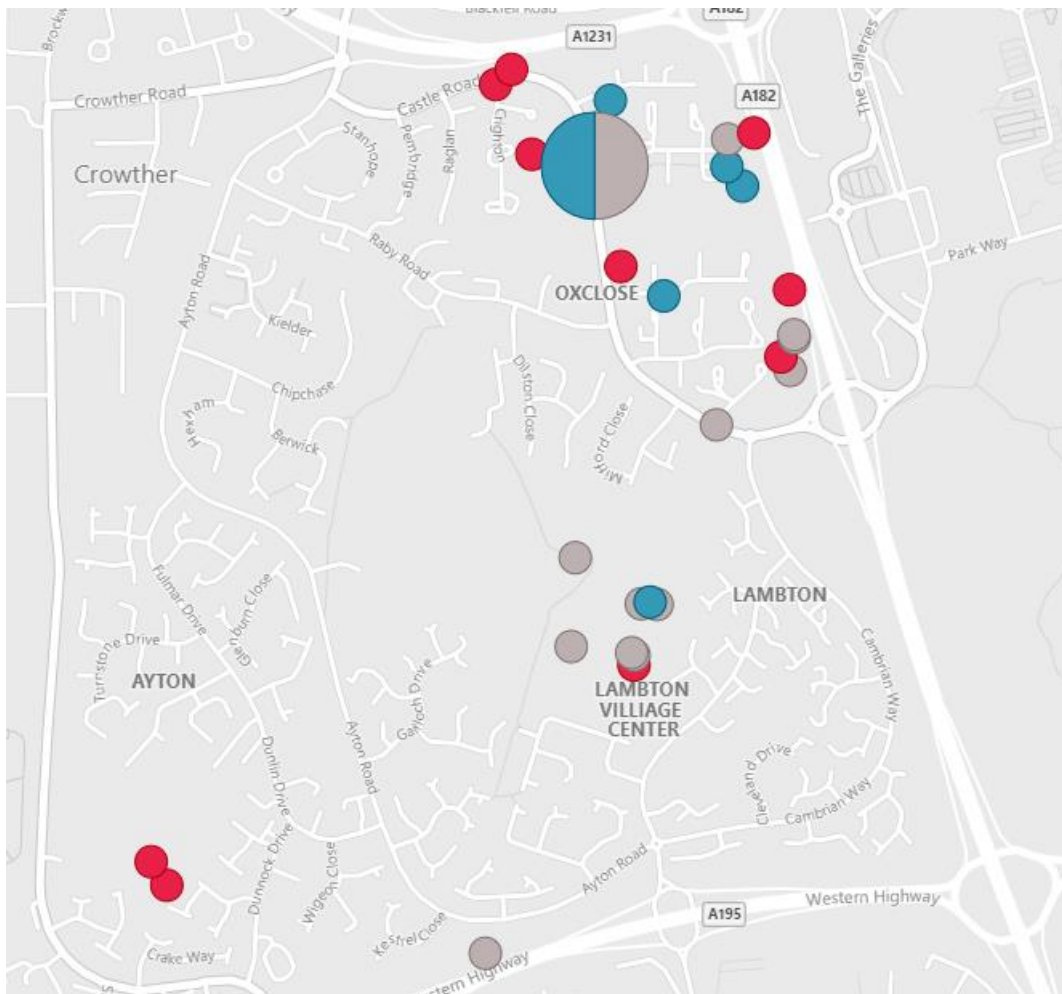 Blackfell Road
A182
A1231
Brockw
Crowther Road
Castle Road
A182
The Galleries
Stanhope
Pembridge
Raglan
Crighton
Crowther
Raby Road
Park Way
Ayton Road
OXCLOSE
Kielder
Chipchase
Dilston Close
Hexham
Berwick
Mitford Close
Fulmar Drive
Glenburn Close
LAMBTON
Turnstone Drive
AYTON
Cambrian Way
LAMBTON
VILLIAGE
CENTER
Garloch Drive
Ayton Road
Dunlin Drive
Cleveland Drive
Cambrian Way
Dunnock Drive
Wigeon Close
Ayton Road
Western Highway
A195
Kestrel Close
Crake Way
stern Highway
S